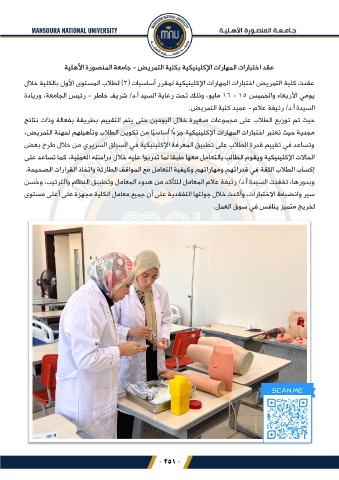 MANSOURA NATIONAL UNIVERSITY
جامعة المنصورة الأهلية
عقد اختبارات المهارات الإكلينيكية بكلية التمريض - جامعة المنصورة الأهلية
عقدت كلية التمريض اختبارات المهارات الإكلينيكية لمقرر أساسيات (٢) لطلاب المستوى الأول بالكلية خلال
يومي الأربعاء والخميس ١٥ - ١٦ مايو، وذلك تحت رعاية السيد أ.د/ شريف خاطر - رئيس الجامعة، وريادة
السيدة أ.د/ رئيفة علام - عميد كلية التمريض.
حيث تم توزيع الطلاب على مجموعات صغيرة خلال اليومين حتى يتم التقييم بطريقة بفعالة وذات نتائج
مجدية حيث تعتبر اختبارات المهارات الإكلينيكية جزءًا أساسيًا من تكوين الطلاب وتأهيلهم لمهنة التمريض،
وتساعد في تقييم قدرة الطلاب على تطبيق المعرفة الإكلينيكية في السياق السريري من خلال طرح بعض
الحالات الإكلينيكية ويقوم الطالب بالتعامل معها طبقا لما تدربوا عليه خلال دراسته العملية، كما تساعد على
إكساب الطلاب الثقة في قدراتهم ومهاراتهم وكيفية التعامل مع المواقف الطارئة واتخاذ القرارات الصحيحة.
وبدورها، تفقدت السيدة أ.د/ رئيفة علام المعامل للتأكد من هدوء المعامل وتطبيق النظام والترتيب، وحسن
سير وانضباط الاختبارات، وأكدت خلال جولتها التفقدية على أن جميع معامل الكلية مجهزة على أعلى مستوى
لخريج متميز ينافس في سوق العمل.
SCAN ME
٢٥١